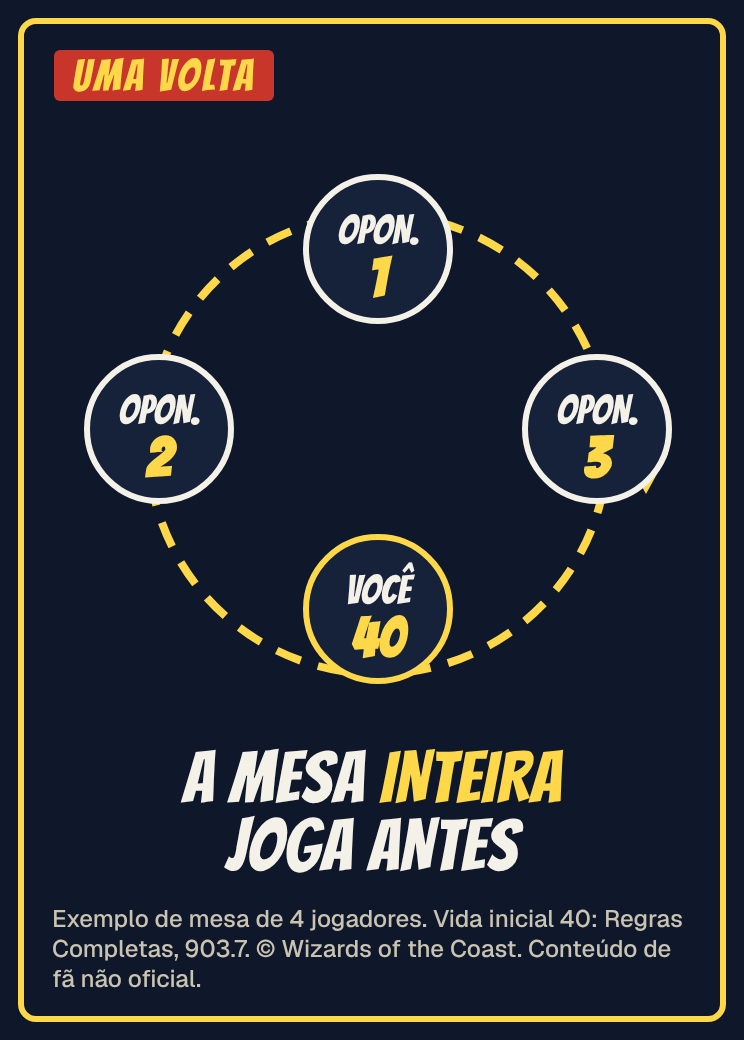 UMA VOLTA
OPON.
1
OPON.
2
OPON.
3
VOCÊ
40
A MESA INTEIRA
JOGA ANTES
Exemplo de mesa de 4 jogadores. Vida inicial 40: Regras
Completas, 903.7. © Wizards of the Coast. Conteúdo de
fã não oficial.